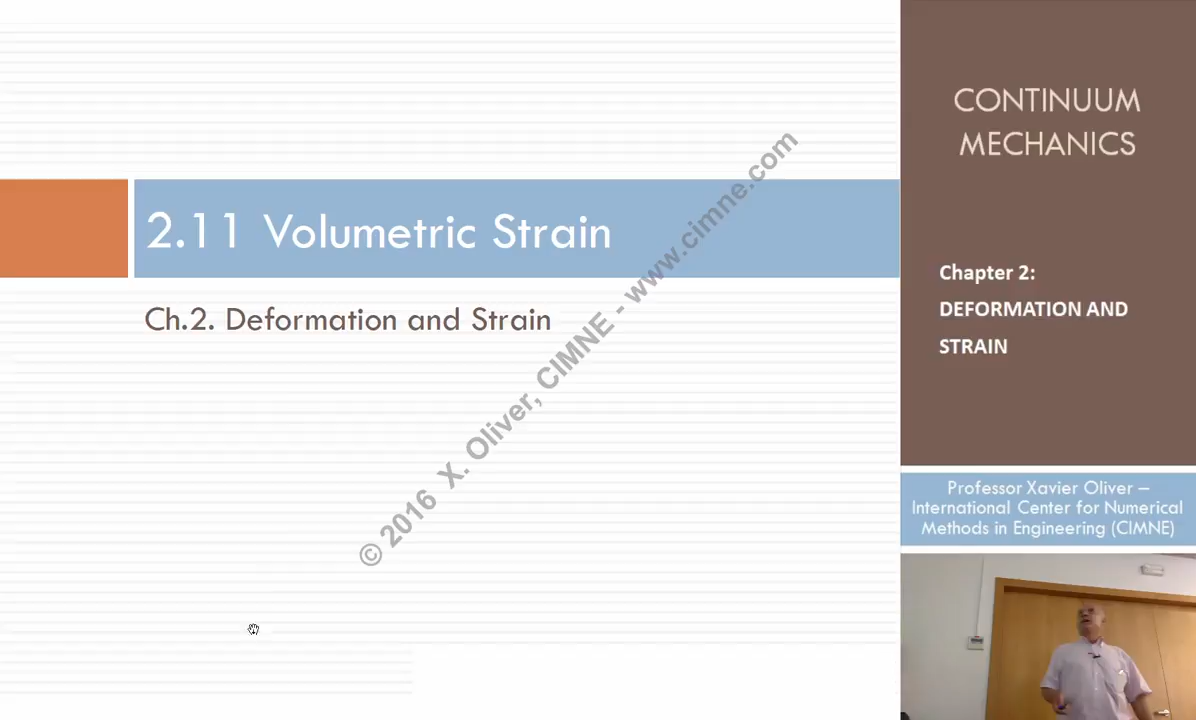 2.11 Volumetric Strain
Ch.2. Deformation and Strain
© 2016 X. Oliver, CIMNE - www.cimne.com
CONTINUUM
MECHANICS
Chapter 2:
DEFORMATION AND
STRAIN
Professor Xavier Oliver –
International Center for Numerical
Methods in Engineering (CIMNE)